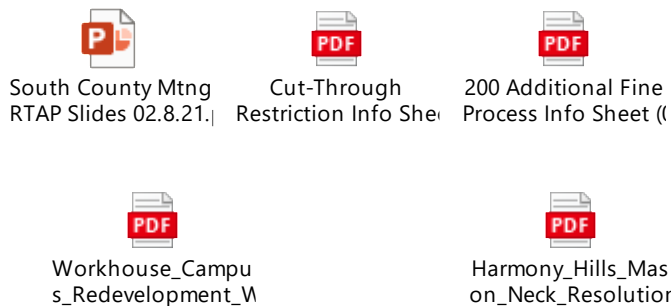 P
PDF
PDF
South County Mtng
Cut-Through
200 Additional Fine
RTAP Slides 02.8.21.
Restriction Info She
Process Info Sheet (
PDF
PDF
Workhouse_Campu
Harmony_Hills_Mas
s_Redevelopment_W
on_Neck_Resolution